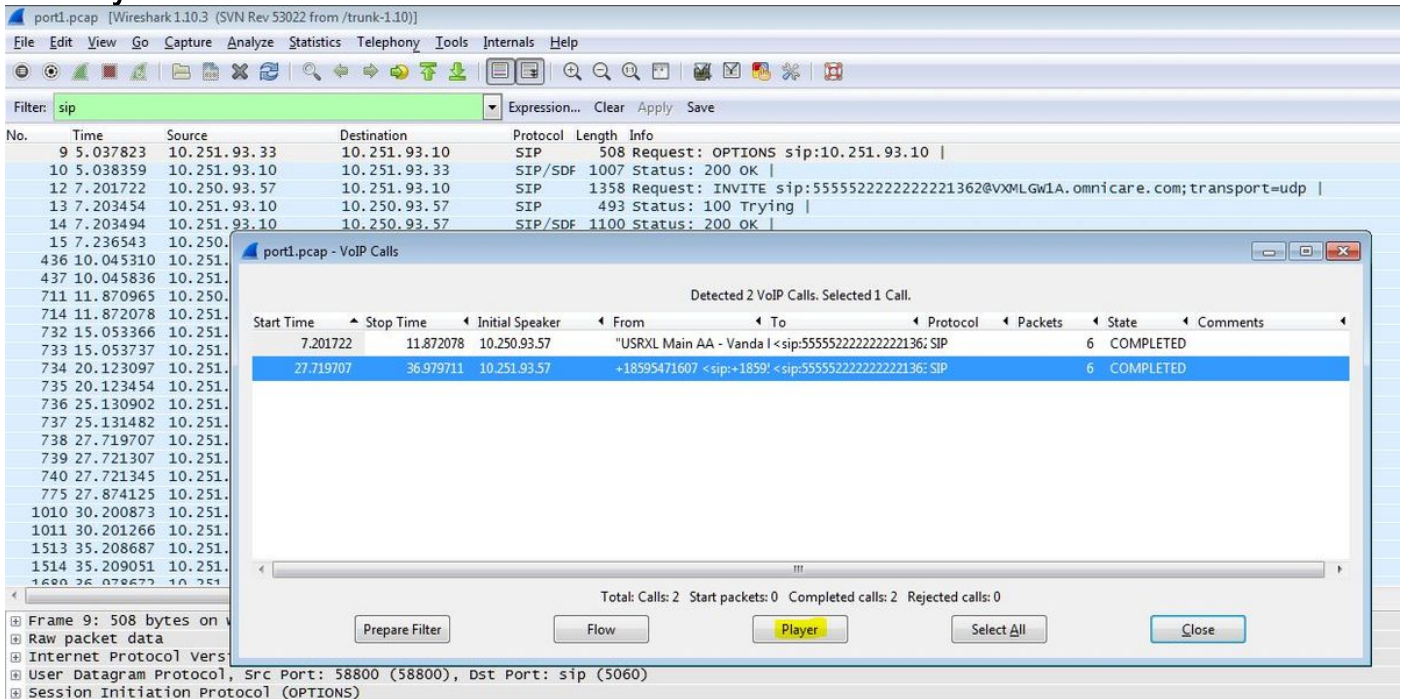 port1.pcap [Wireshark 1.10.3 (SVN Rev 53022 from /trunk-1.10)]
File Edit View Go Capture Analyze Statistics Telephony Tools Internals Help
Filter: sip Expression... Clear Apply Save
No. Time Source Destination Protocol Length Info
9 5.037823 10.251.93.33 10.251.93.10 SIP 508 Request: OPTIONS sip:10.251.93.10 |
10 5.038359 10.251.93.10 10.251.93.33 SIP/SDF 1007 Status: 200 OK |
12 7.201722 10.250.93.57 10.251.93.10 SIP 1358 Request: INVITE sip:5555522222222221362@VXMLGW1A.omnicare.com;transport=udp |
13 7.203454 10.251.93.10 10.250.93.57 SIP 493 Status: 100 Trying |
14 7.203494 10.251.93.10 10.250.93.57 SIP/SDF 1100 Status: 200 OK |
15 7.236543 10.250.
436 10.045310 10.251.
437 10.045836 10.251.
711 11.870965 10.250.
714 11.872078 10.251.
732 15.053366 10.251.
733 15.053737 10.251.
734 20.123097 10.251.
735 20.123454 10.251.
736 25.130902 10.251.
737 25.131482 10.251.
738 27.719707 10.251.
739 27.721307 10.251.
740 27.721345 10.251.
775 27.874125 10.251.
1010 30.200873 10.251.
1011 30.201266 10.251.
1513 35.208687 10.251.
1514 35.209051 10.251.
1689 36.978672 10.251
port1.pcap - VoIP Calls
Detected 2 VoIP Calls. Selected 1 Call.
Start Time Stop Time Initial Speaker From To Protocol Packets State Comments
7.201722 11.872078 10.250.93.57 "USRXL Main AA - Vanda I <sip:5555522222222221362 SIP 6 COMPLETED
27.719707 36.979711 10.251.93.57 +18595471607 <sip:+1859! <sip:5555522222222221363 SIP 6 COMPLETED
Total: Calls: 2 Start packets: 0 Completed calls: 2 Rejected calls: 0
Prepare Filter Flow Player Select All Close
Frame 9: 508 bytes on w
Raw packet data
Internet Protocol Vers
User Datagram Protocol, Src Port: 58800 (58800), Dst Port: sip (5060)
Session Initiation Protocol (OPTIONS)